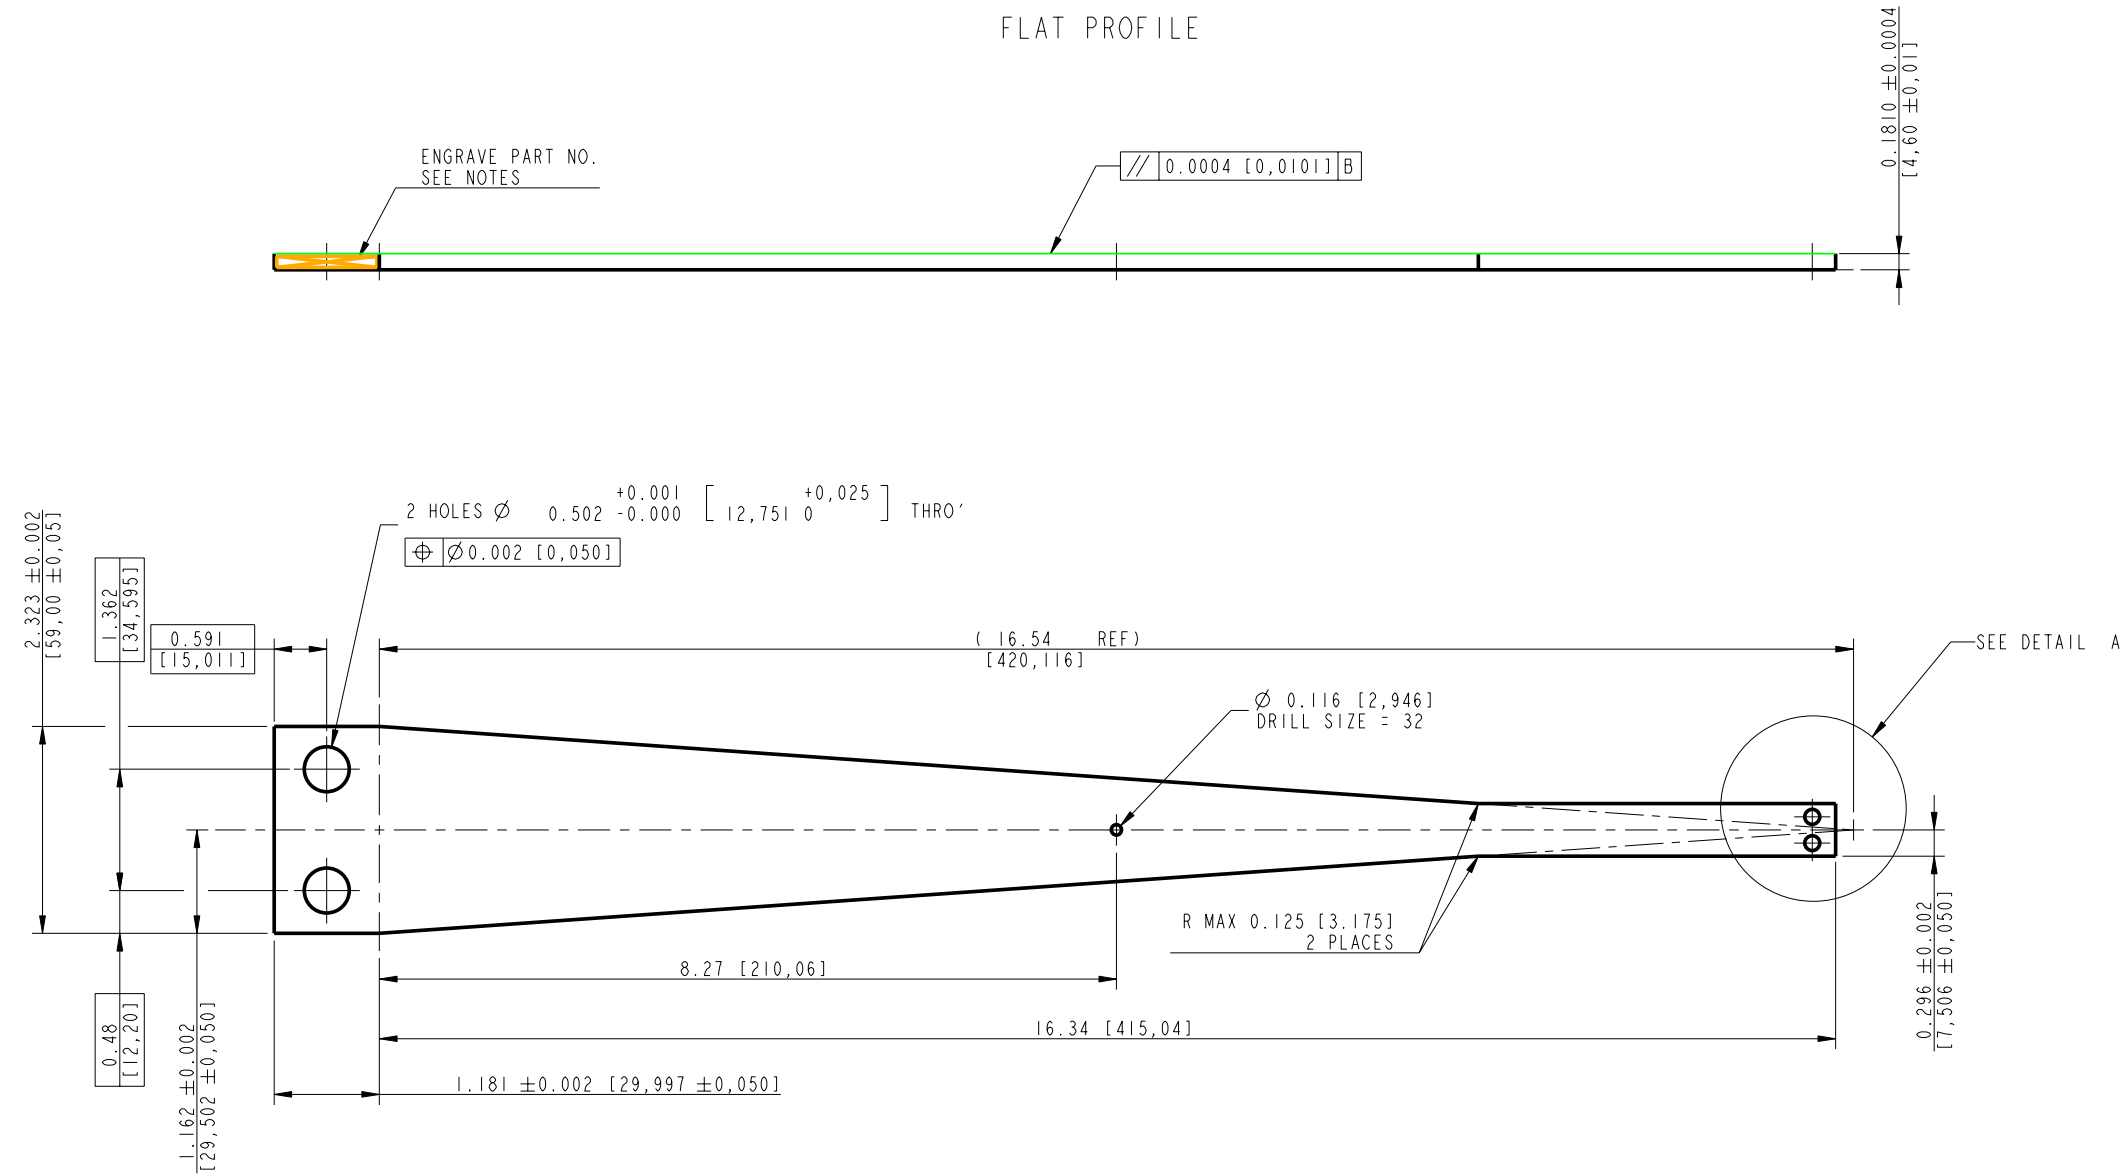 FLAT PROFILE
0.1810 ±0.0004
[4,60 ±0,01]
ENGRAVE PART NO.
SEE NOTES
// 0.0004 [0,0101] B
2 HOLES Ø 0.502 +0.001 -0.000 [12,751 +0,025 0] THRO′
⌖ Ø0.002 [0,050]
2.323 ±0.002
[59,00 ±0,05]
1.362
[34,595]
0.591
[15,011]
( 16.54 REF)
[420,116]
SEE DETAIL A
Ø 0.116 [2,946]
DRILL SIZE = 32
R MAX 0.125 [3.175]
2 PLACES
8.27 [210,06]
16.34 [415,04]
0.296 ±0.002
[7,506 ±0,050]
0.48
[12,20]
1.162 ±0.002
[29,502 ±0,050]
1.181 ±0.002 [29,997 ±0,050]